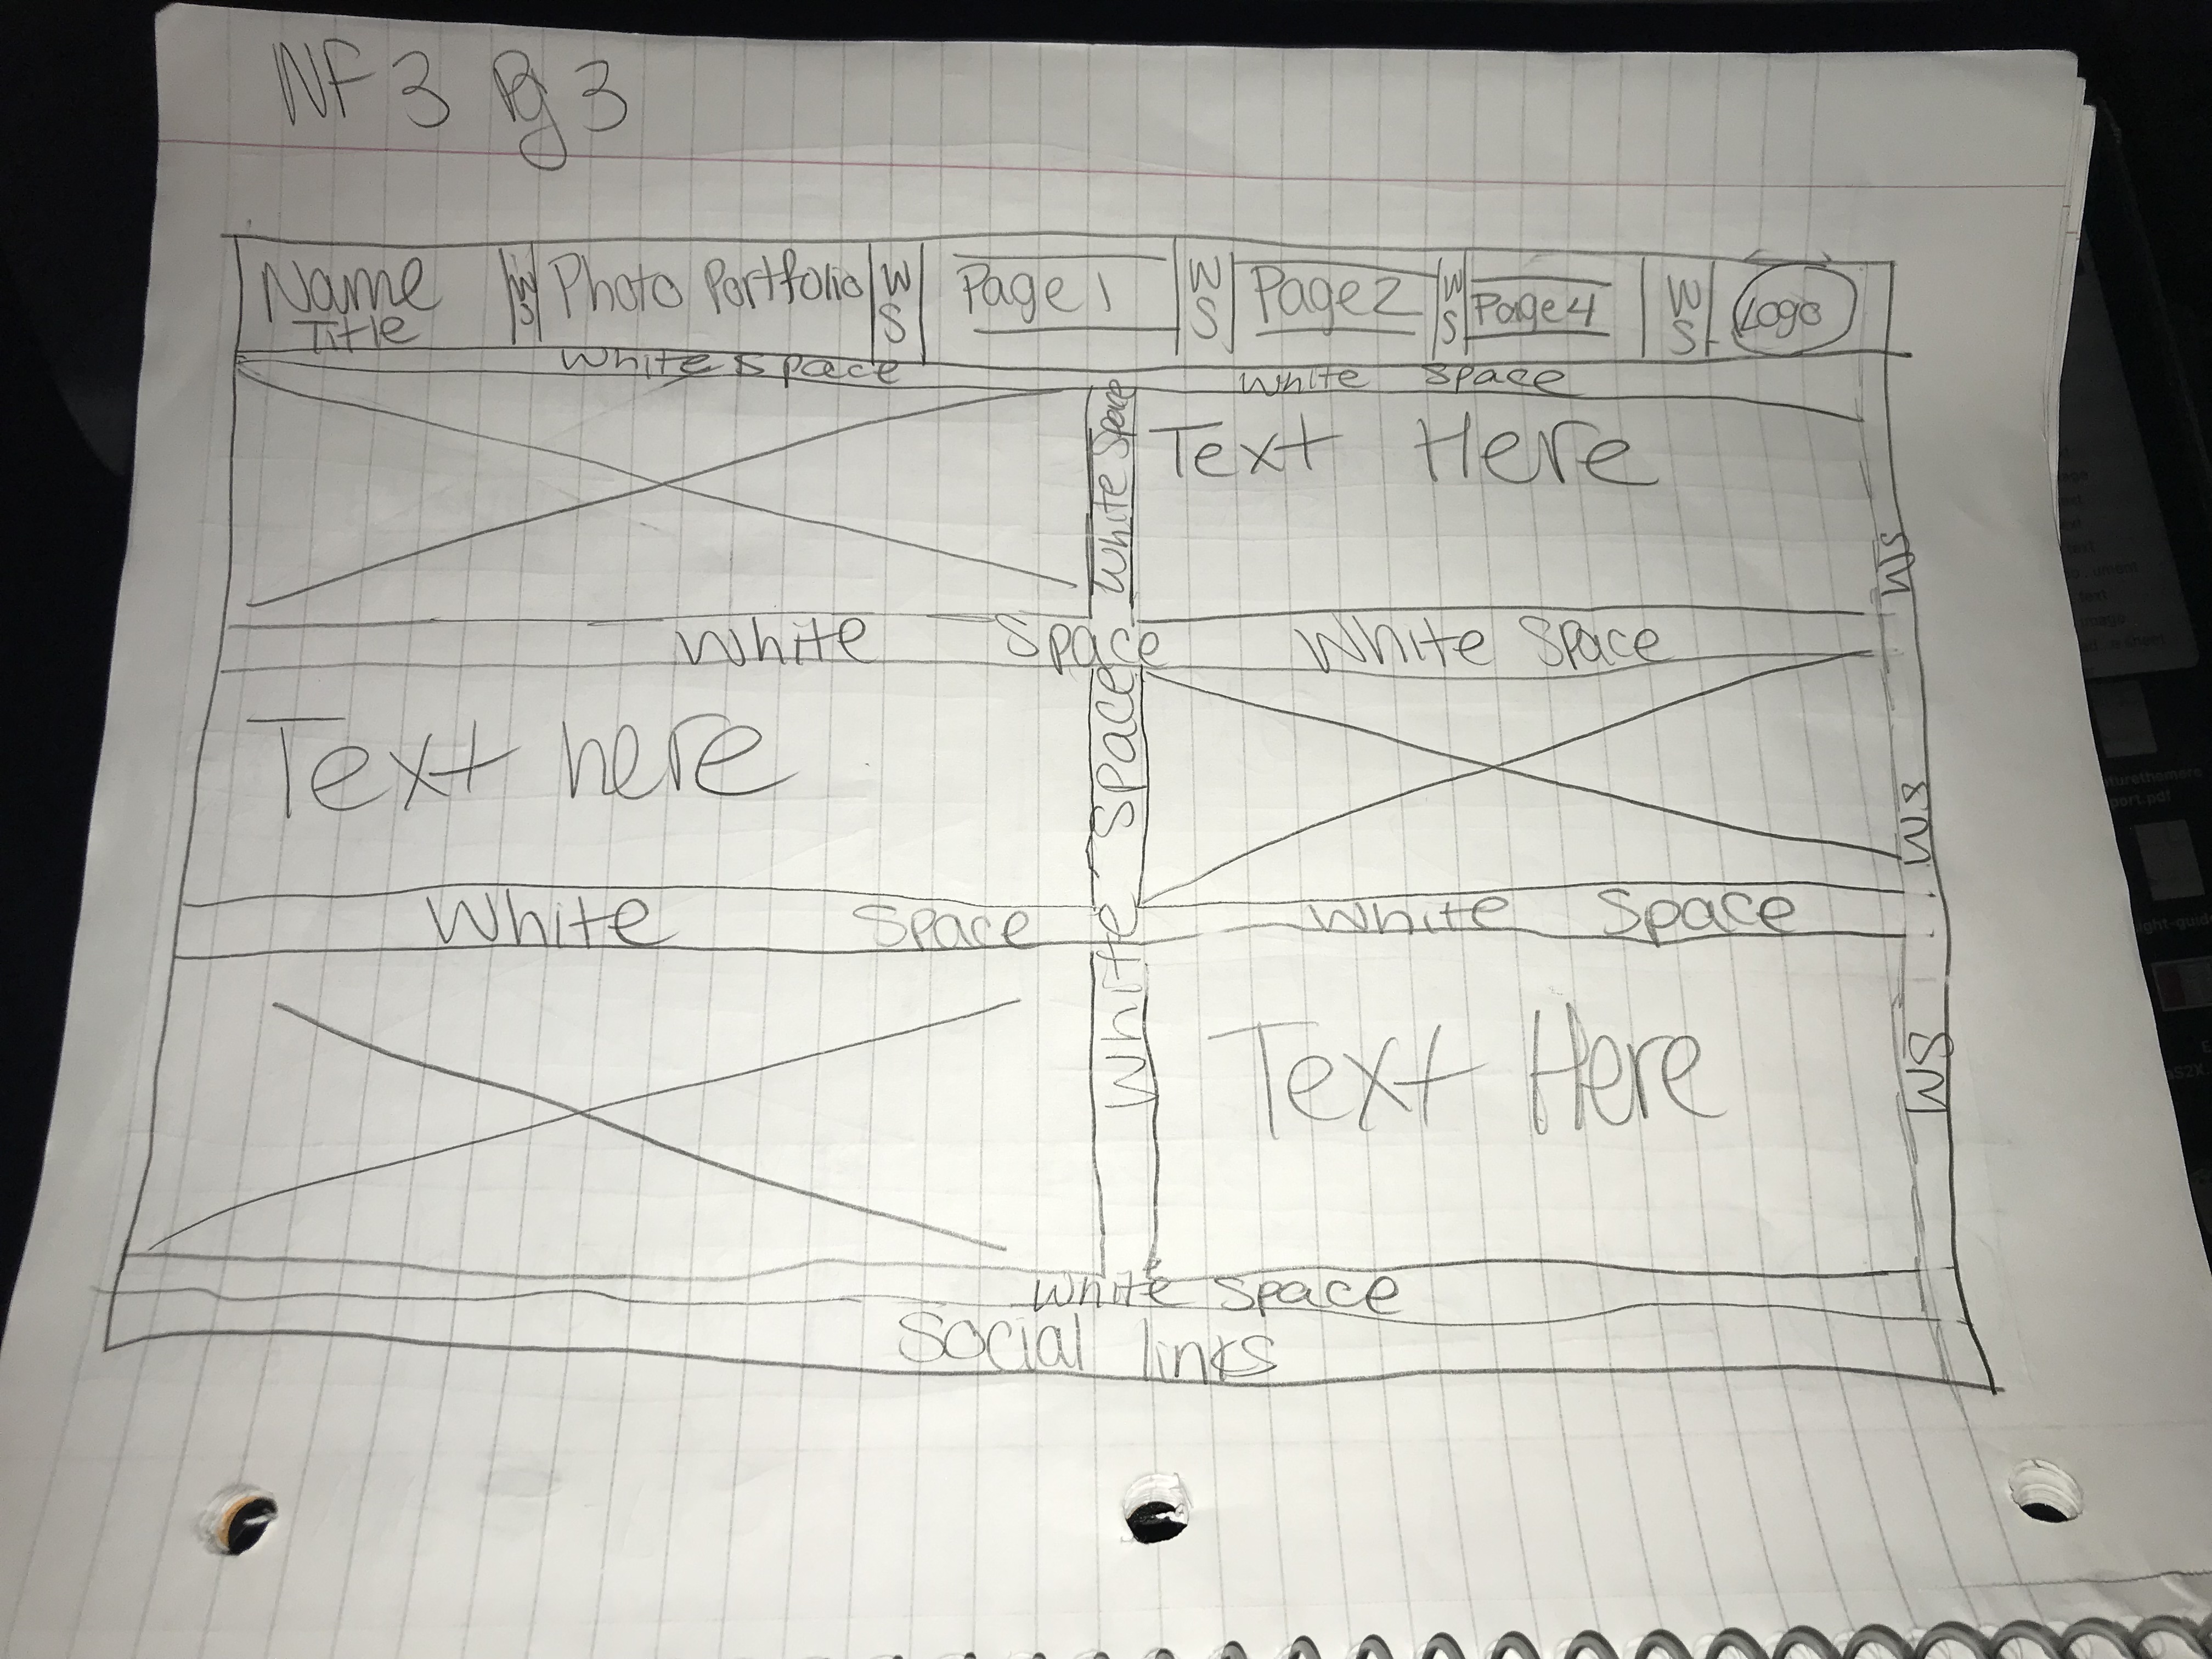 NF 3 Pg 3
Name
Title
WS
Photo Portfolio
WS
Page 1
WS
Page 2
WS
Page 4
WS
Logo
White Space
White Space
White Space
Text Here
WS
White Space
White Space
Text here
White Space
WS
White Space
White Space
Text Here
WS
White Space
Social links